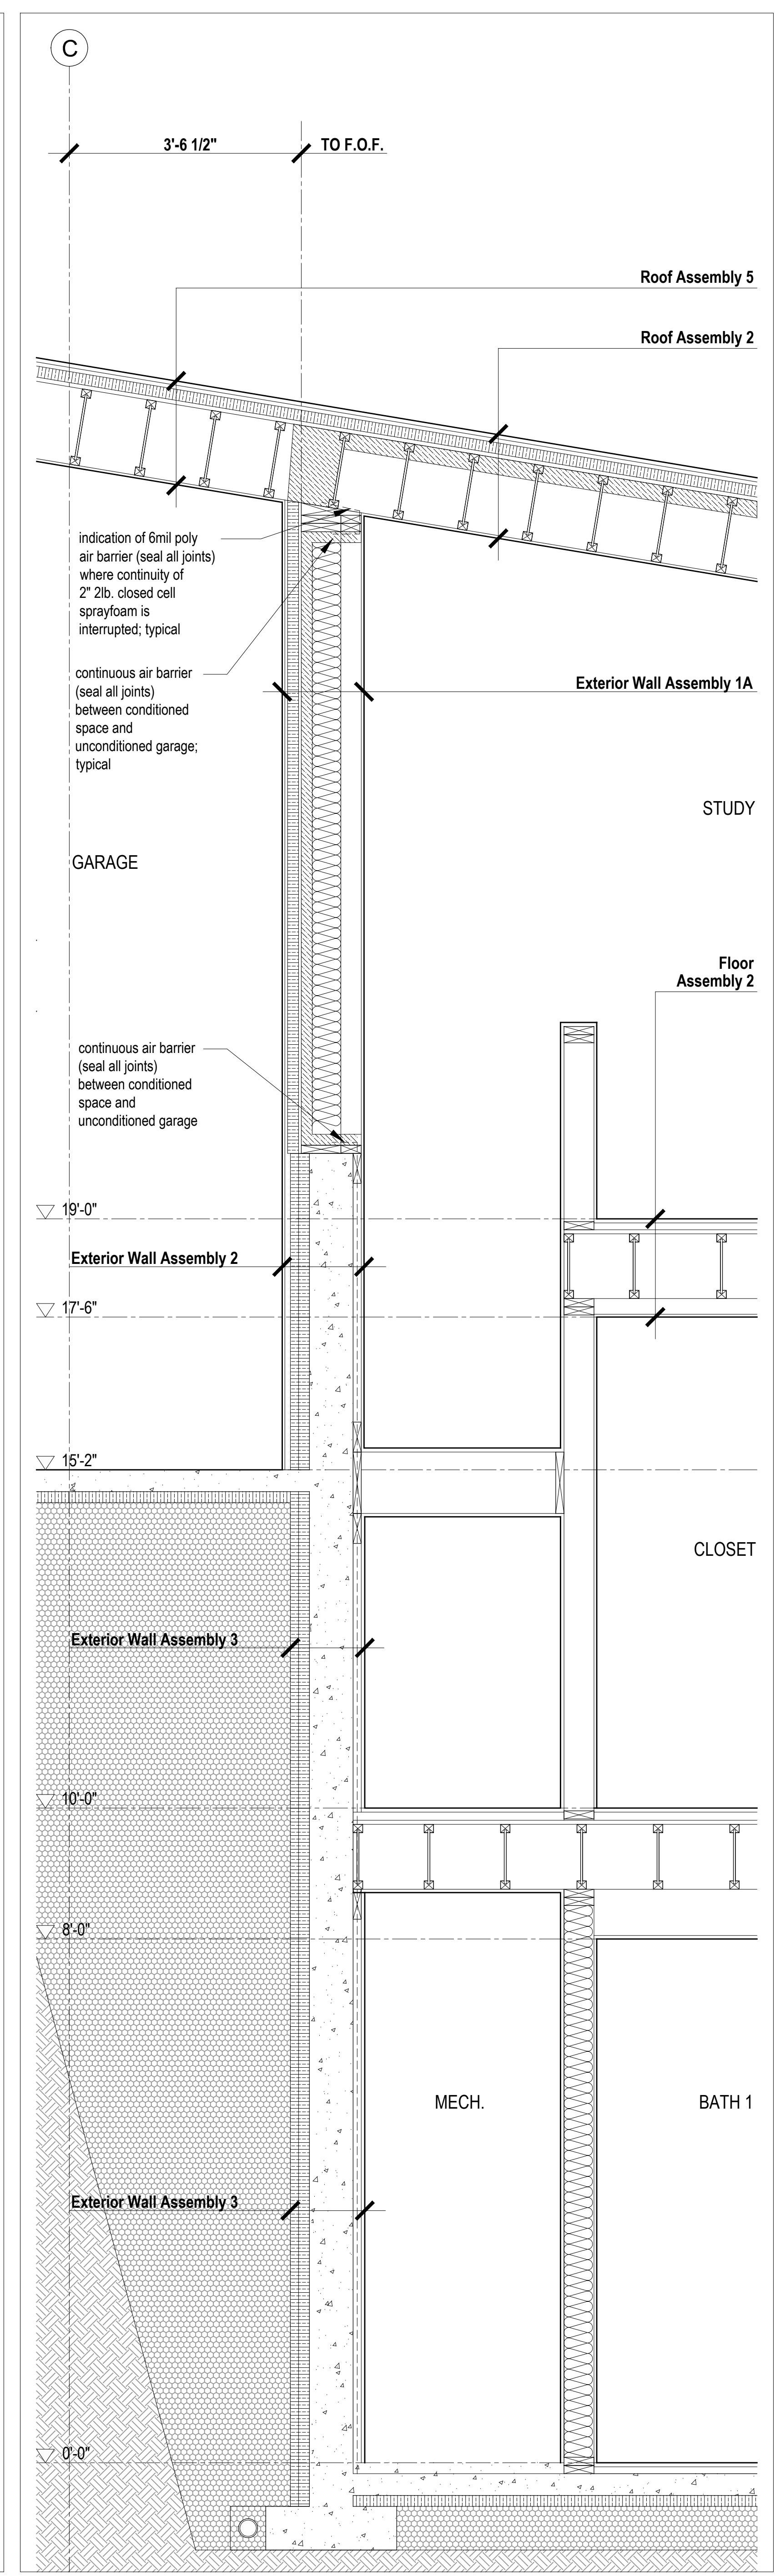 C
3'-6 1/2"
TO F.O.F.
Roof Assembly 5
Roof Assembly 2
indication of 6mil poly
air barrier (seal all joints)
where continuity of
2" 2lb. closed cell
sprayfoam is
interrupted; typical
continuous air barrier
(seal all joints)
between conditioned
space and
unconditioned garage;
typical
Exterior Wall Assembly 1A
STUDY
GARAGE
Floor
Assembly 2
continuous air barrier
(seal all joints)
between conditioned
space and
unconditioned garage
19'-0"
Exterior Wall Assembly 2
17'-6"
15'-2"
CLOSET
Exterior Wall Assembly 3
10'-0"
8'-0"
MECH.
BATH 1
Exterior Wall Assembly 3
0'-0"